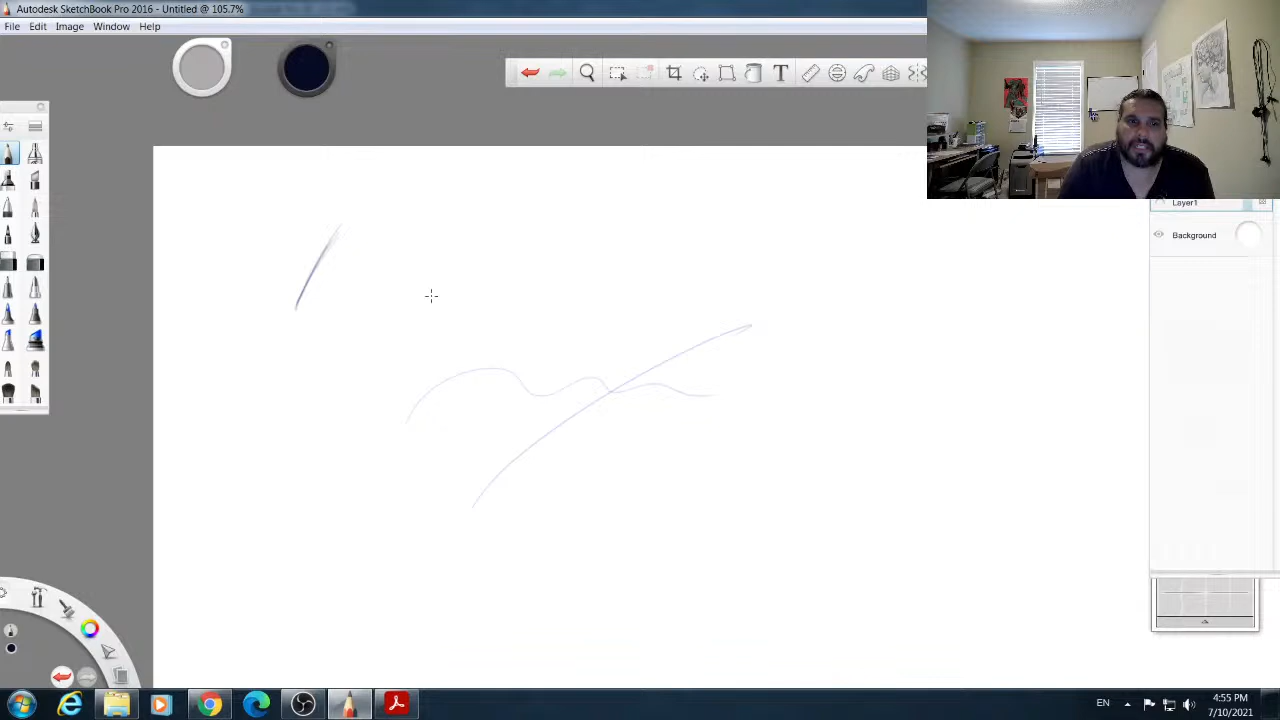 Autodesk SketchBook Pro 2016 - Untitled @ 105.7%
File Edit Image Window Help
T
Layer1
Background
EN
4:55 PM
7/10/2021